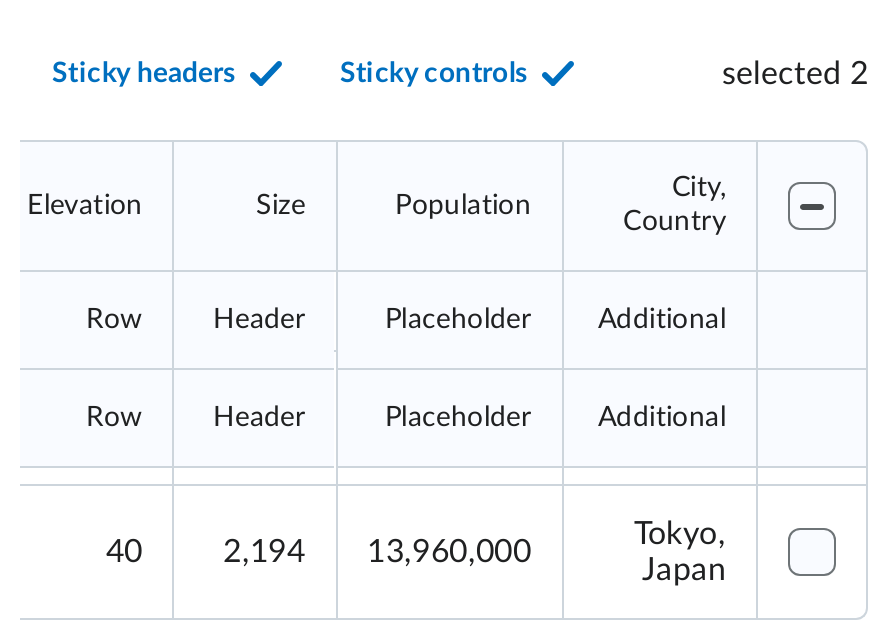 Sticky headers
Sticky controls
selected 2
Elevation
Size
Population
City,
Country
Row
Header
Placeholder
Additional
Row
Header
Placeholder
Additional
40
2,194
13,960,000
Tokyo,
Japan